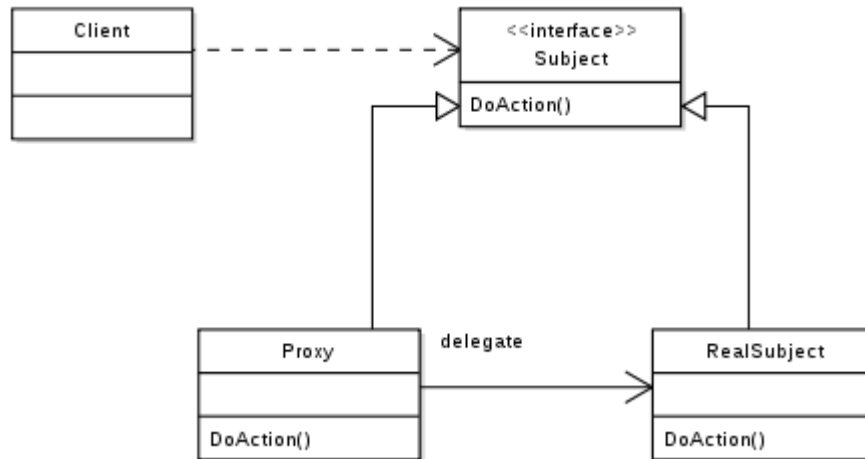 Client
<<interface>>
Subject
DoAction()
Proxy
delegate
RealSubject
DoAction()
DoAction()